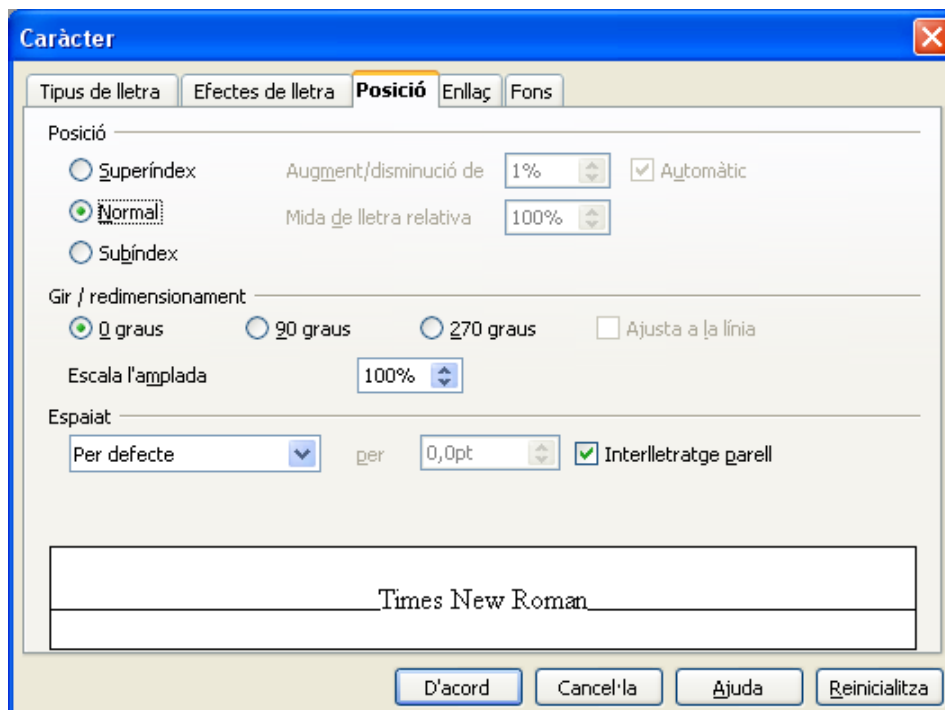 Caràcter
Tipus de lletra Efectes de lletra Posició Enllaç Fons
Posició
Superíndex Augment/disminució de 1% Automàtic
Normal Mida de lletra relativa 100%
Subíndex
Gir / redimensionament
0 graus 90 graus 270 graus Ajusta a la línia
Escala l'amplada 100%
Espaiat
Per defecte per 0,0pt Interlletratge parell
Times New Roman
D'acord Cancel·la Ajuda Reinicialitza